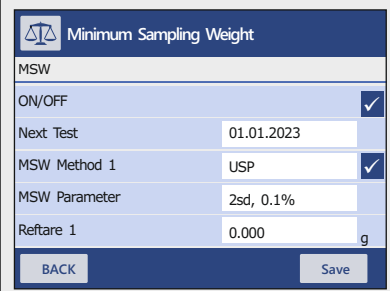 Minimum Sampling Weight
MSW
ON/OFF
Next Test 01.01.2023
MSW Method 1 USP
MSW Parameter 2sd, 0.1%
Reftare 1 0.000 g
BACK Save